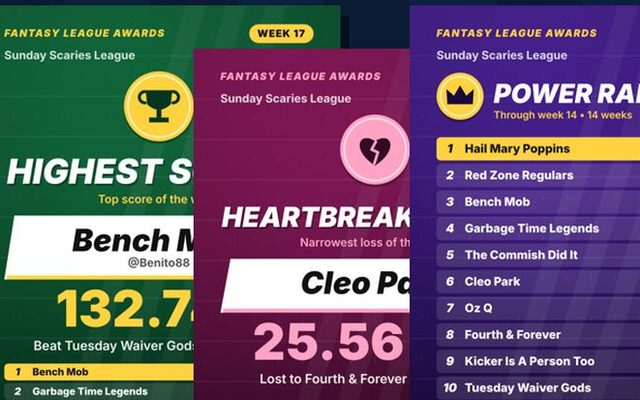 FANTASY LEAGUE AWARDS
WEEK 17
Sunday Scaries League
HIGHEST S
Top score of the w
Bench M
@Benito88
132.74
Beat Tuesday Waiver Gods
1 Bench Mob
2 Garbage Time Legends
FANTASY LEAGUE AWARDS
Sunday Scaries League
HEARTBREAK
Narrowest loss of th
Cleo Pa
25.56
Lost to Fourth & Forever
FANTASY LEAGUE AWARDS
Sunday Scaries League
POWER RA
Through week 14 • 14 weeks
1 Hail Mary Poppins
2 Red Zone Regulars
3 Bench Mob
4 Garbage Time Legends
5 The Commish Did It
6 Cleo Park
7 Oz Q
8 Fourth & Forever
9 Kicker Is A Person Too
10 Tuesday Waiver Gods